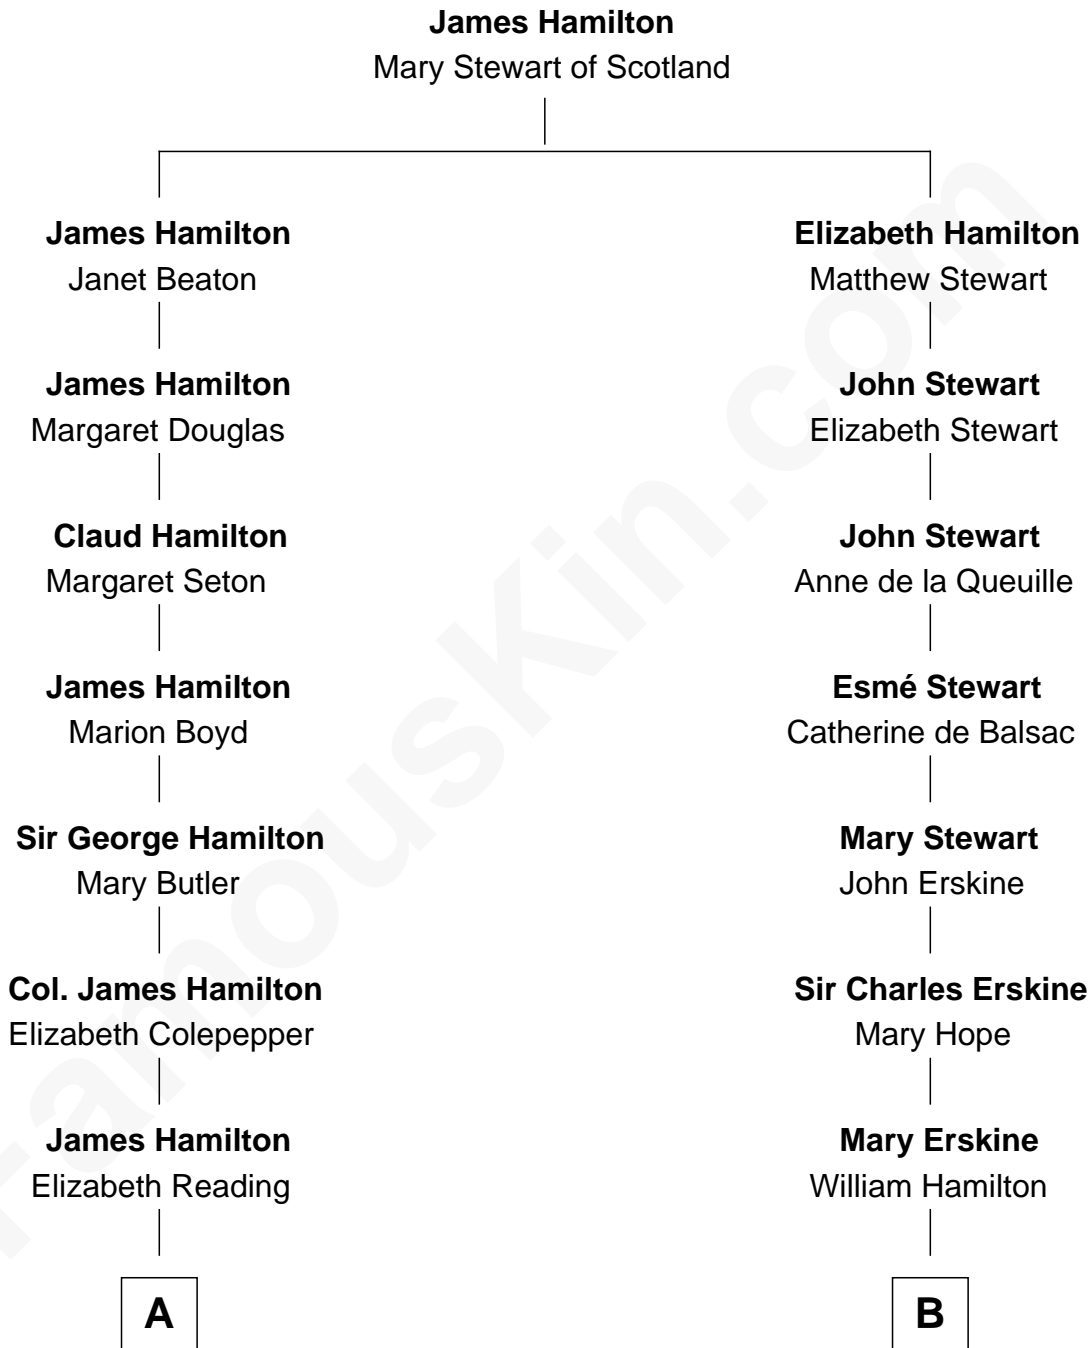 James Hamilton
Mary Stewart of Scotland
James Hamilton
Janet Beaton
James Hamilton
Margaret Douglas
Claud Hamilton
Margaret Seton
James Hamilton
Marion Boyd
Sir George Hamilton
Mary Butler
Col. James Hamilton
Elizabeth Colepepper
James Hamilton
Elizabeth Reading
A
Elizabeth Hamilton
Matthew Stewart
John Stewart
Elizabeth Stewart
John Stewart
Anne de la Queuille
Esmé Stewart
Catherine de Balsac
Mary Stewart
John Erskine
Sir Charles Erskine
Mary Hope
Mary Erskine
William Hamilton
B
FamousKin.com